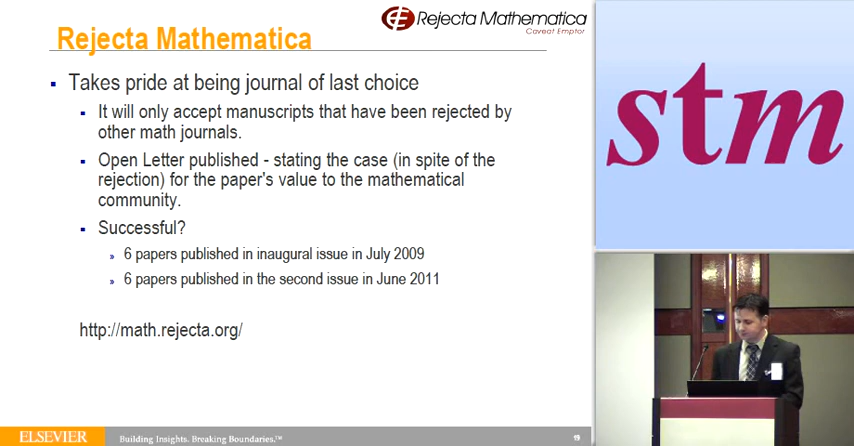 Rejecta Mathematica
Caveat Emptor
Rejecta Mathematica
▪ Takes pride at being journal of last choice
▪ It will only accept manuscripts that have been rejected by
other math journals.
▪ Open Letter published - stating the case (in spite of the
rejection) for the paper's value to the mathematical
community.
▪ Successful?
» 6 papers published in inaugural issue in July 2009
» 6 papers published in the second issue in June 2011
http://math.rejecta.org/
ELSEVIER
Building Insights. Breaking Boundaries.™
19
stm